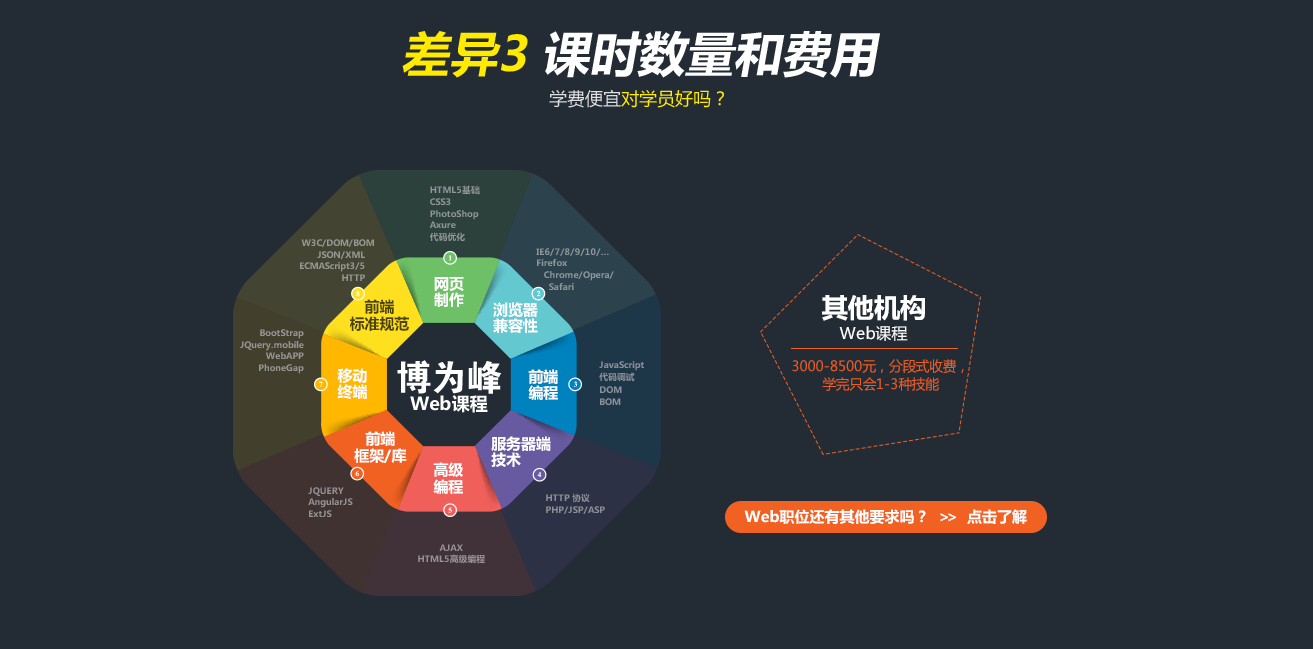 差异3 课时数量和费用
学费便宜对学员好吗？
HTML5基础
CSS3
PhotoShop
Axure
代码优化
1
网页
制作
IE6/7/8/9/10/...
Firefox
Chrome/Opera/
Safari
2
浏览器
兼容性
JavaScript
代码调试
DOM
BOM
3
前端
编程
服务器端
技术
4
HTTP 协议
PHP/JSP/ASP
高级
编程
5
AJAX
HTML5高级编程
前端
框架/库
6
JQUERY
AngularJS
ExtJS
BootStrap
JQuery.mobile
WebAPP
PhoneGap
7
移动
终端
W3C/DOM/BOM
JSON/XML
ECMAScript3/5
HTTP
8
前端
标准规范
博为峰
Web课程
其他机构
Web课程
3000-8500元，分段式收费，
学完只会1-3种技能
Web职位还有其他要求吗？ >> 点击了解